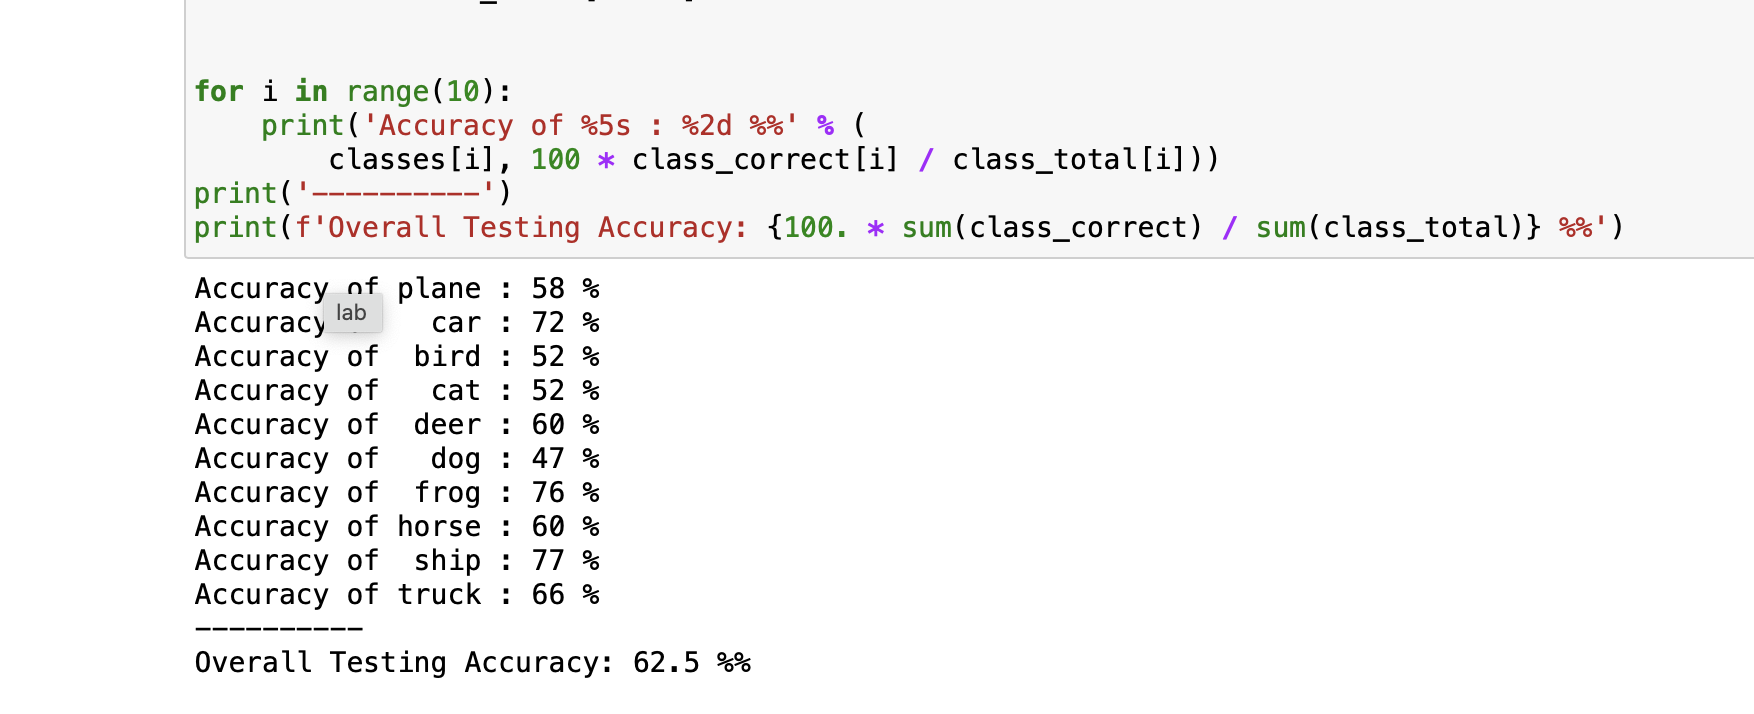 for i in range(10):
    print('Accuracy of %5s : %2d %%' % (
        classes[i], 100 * class_correct[i] / class_total[i]))
print('----------')
print(f'Overall Testing Accuracy: {100. * sum(class_correct) / sum(class_total)} %%')
Accuracy of plane : 58 %
lab
Accuracy car : 72 %
Accuracy of  bird : 52 %
Accuracy of   cat : 52 %
Accuracy of  deer : 60 %
Accuracy of   dog : 47 %
Accuracy of  frog : 76 %
Accuracy of horse : 60 %
Accuracy of  ship : 77 %
Accuracy of truck : 66 %
----------
Overall Testing Accuracy: 62.5 %%